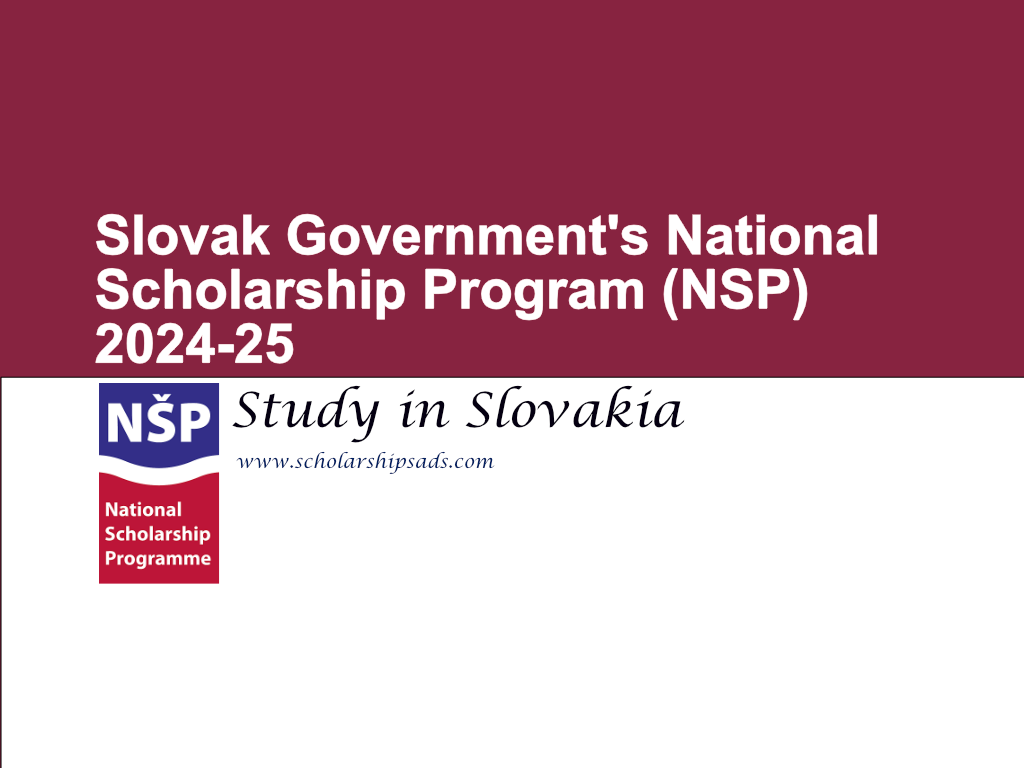 Slovak Government's National
Scholarship Program (NSP)
2024-25
NŠP
National
Scholarship
Programme
Study in Slovakia
www.scholarshipsads.com